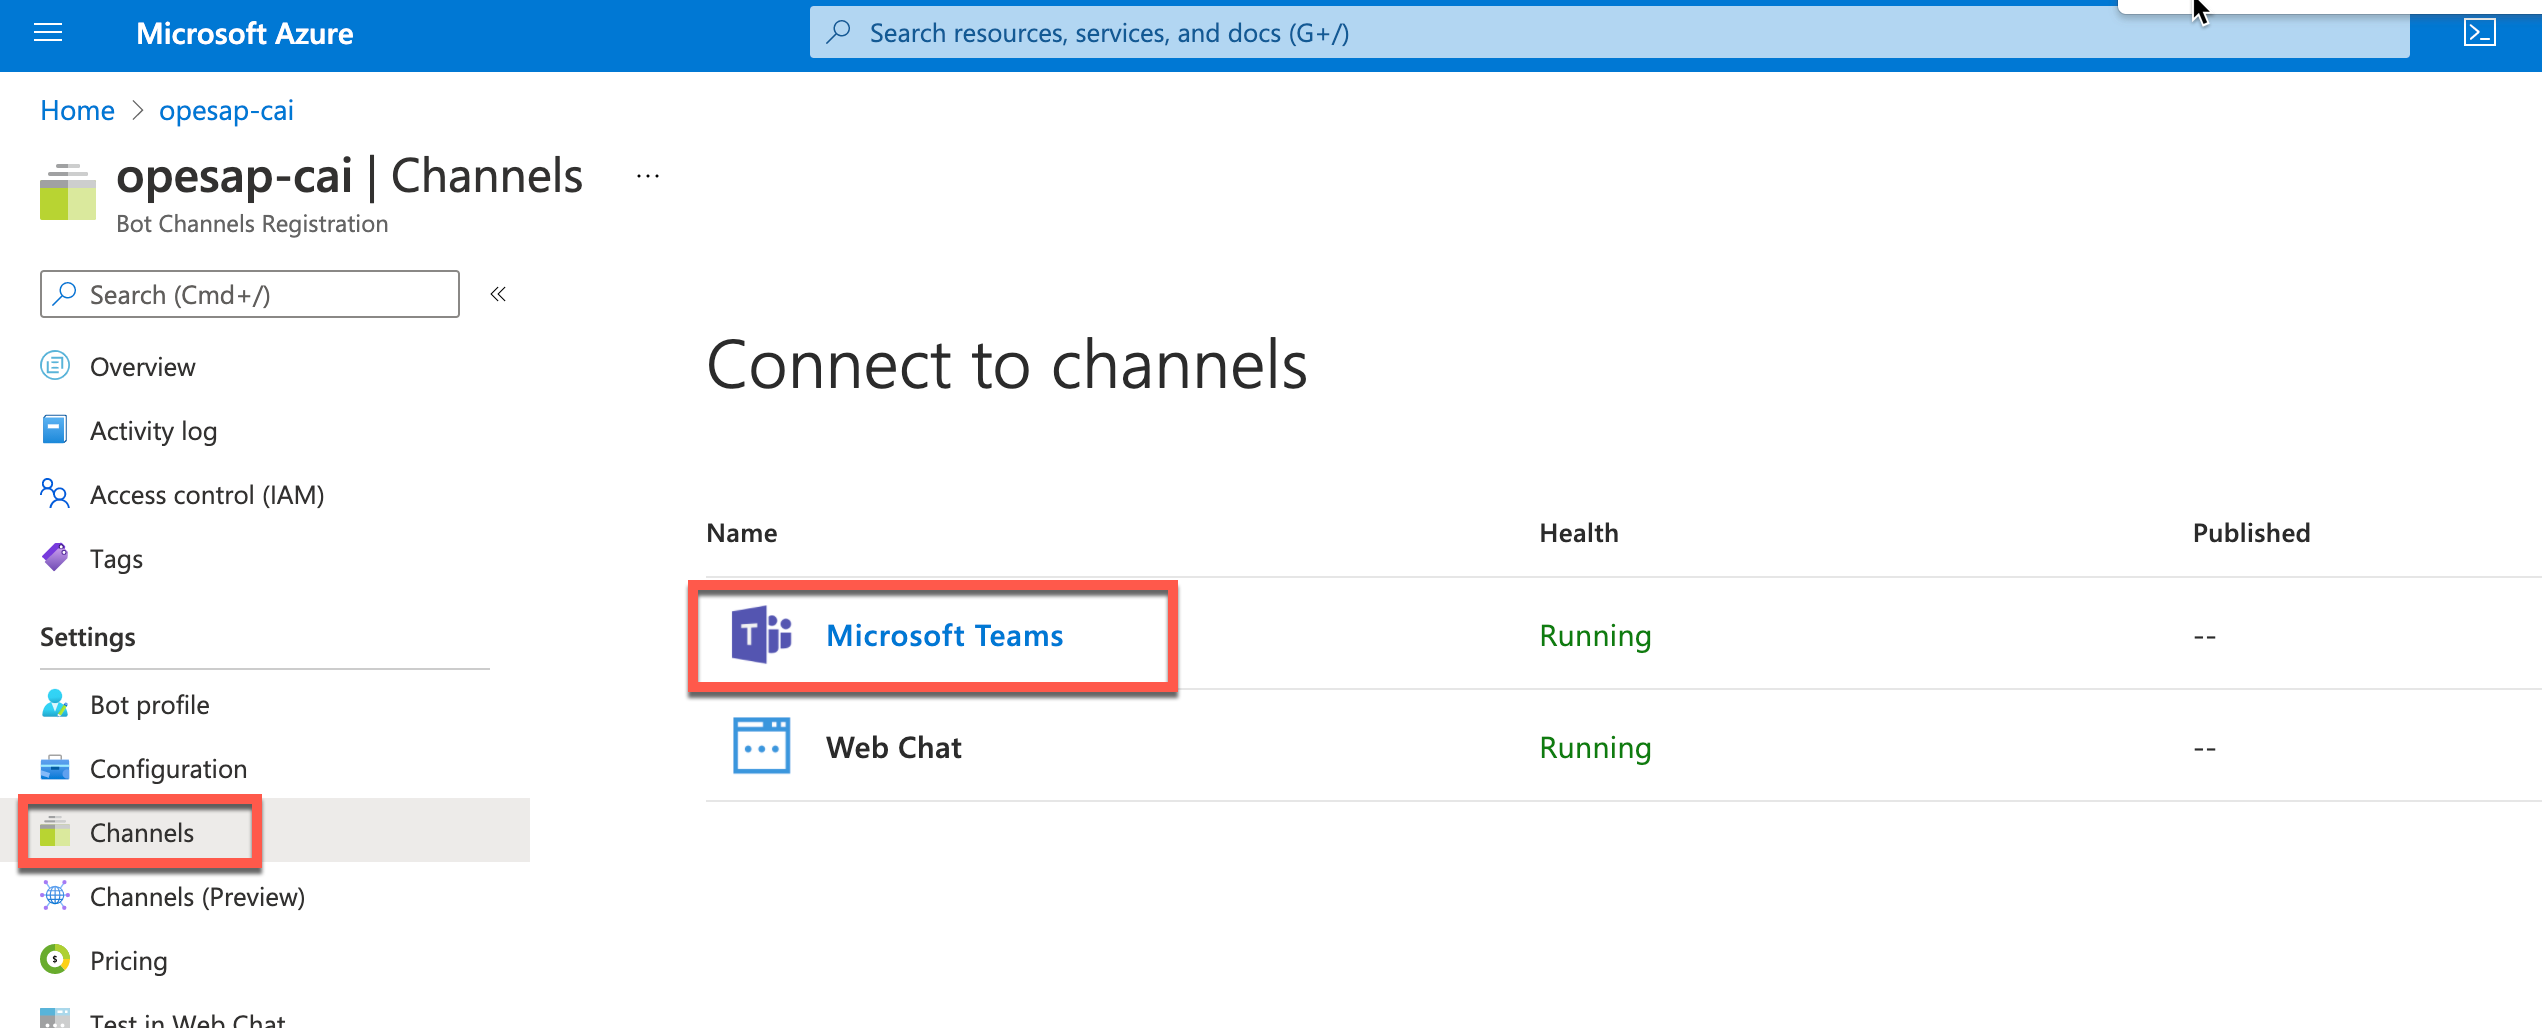 Microsoft Azure
Search resources, services, and docs (G+/)
Home > opesap-cai
opesap-cai | Channels ...
Bot Channels Registration
Search (Cmd+/) «
Overview
Activity log
Access control (IAM)
Tags
Settings
Bot profile
Configuration
Channels
Channels (Preview)
Pricing
Test in Web Chat
Connect to channels
Name Health Published
Microsoft Teams Running --
Web Chat Running --